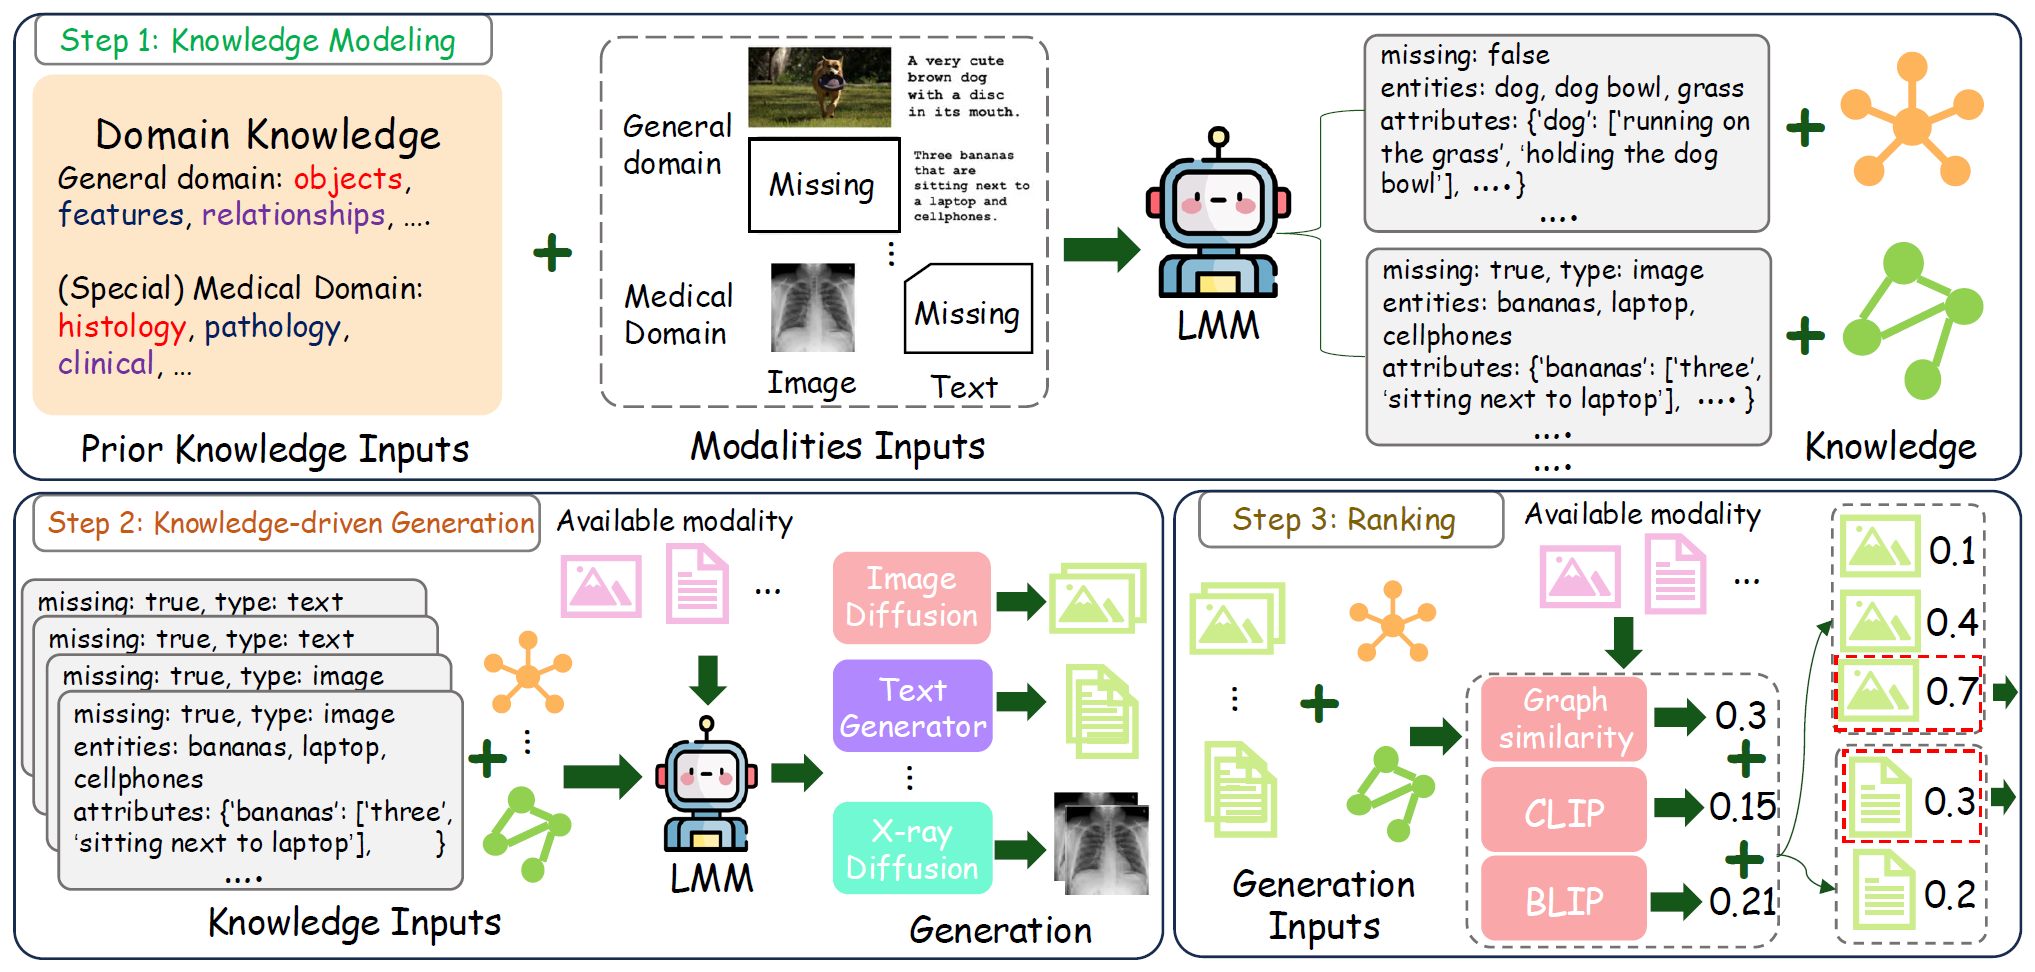 Step 1: Knowledge Modeling
Domain Knowledge
General domain: objects,
features, relationships, ....
(Special) Medical Domain:
histology, pathology,
clinical, ...
Prior Knowledge Inputs
+
General
domain
A very cute
brown dog
with a disc
in its mouth.
Missing
Three bananas
that are
sitting next to
a laptop and
cellphones.
...
Medical
Domain
Missing
Image
Text
Modalities Inputs
LMM
missing: false
entities: dog, dog bowl, grass
attributes: {‘dog’: [‘running on
the grass’, ‘holding the dog
bowl’], ....}
....
+
missing: true, type: image
entities: bananas, laptop,
cellphones
attributes: {‘bananas’: [‘three’,
‘sitting next to laptop’], ....}
....
+
....
Knowledge
Step 2: Knowledge-driven Generation
Available modality
...
missing: true, type: text
missing: true, type: text
missing: true, type: image
missing: true, type: image
entities: bananas, laptop,
cellphones
attributes: {‘bananas’: [‘three’,
‘sitting next to laptop’], }
....
+
...
Knowledge Inputs
LMM
Image
Diffusion
Text
Generator
...
X-ray
Diffusion
Generation
Step 3: Ranking
Available modality
...
...
+
Generation
Inputs
Graph
similarity
0.3
+
CLIP
0.15
+
BLIP
0.21
0.1
0.4
0.7
0.3
0.2